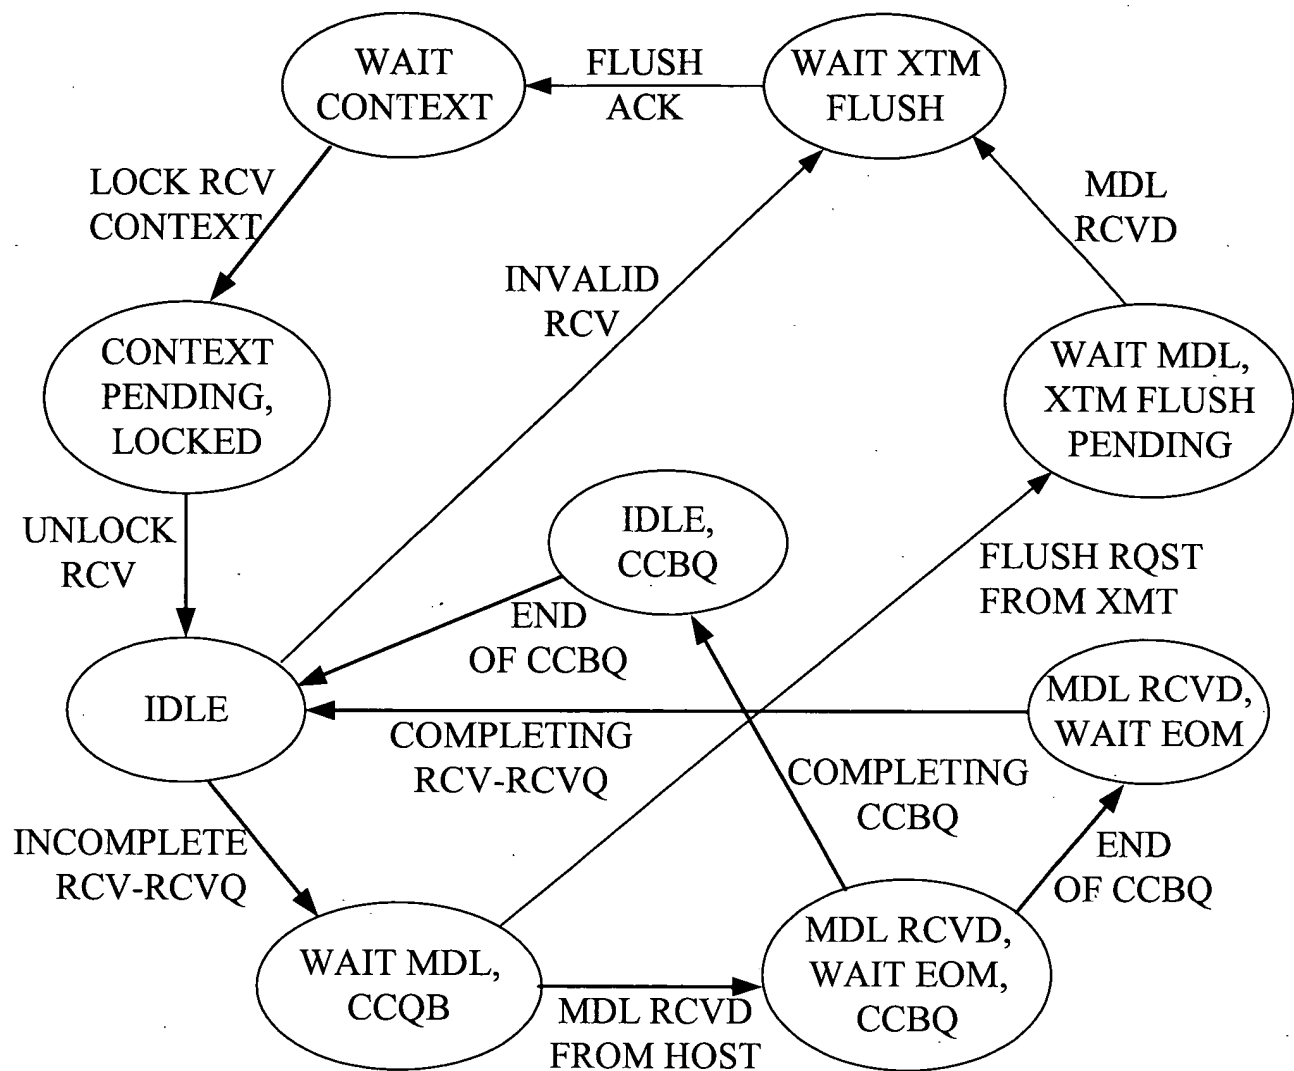 WAIT
CONTEXT
FLUSH
ACK
WAIT XTM
FLUSH
LOCK RCV
CONTEXT
MDL
RCVD
INVALID
RCV
CONTEXT
PENDING,
LOCKED
WAIT MDL,
XTM FLUSH
PENDING
UNLOCK
RCV
IDLE,
CCBQ
FLUSH RQST
FROM XMT
END
OF CCBQ
IDLE
MDL RCVD,
WAIT EOM
COMPLETING
RCV-RCVQ
COMPLETING
CCBQ
INCOMPLETE
RCV-RCVQ
END
OF CCBQ
WAIT MDL,
CCQB
MDL RCVD
FROM HOST
MDL RCVD,
WAIT EOM,
CCBQ